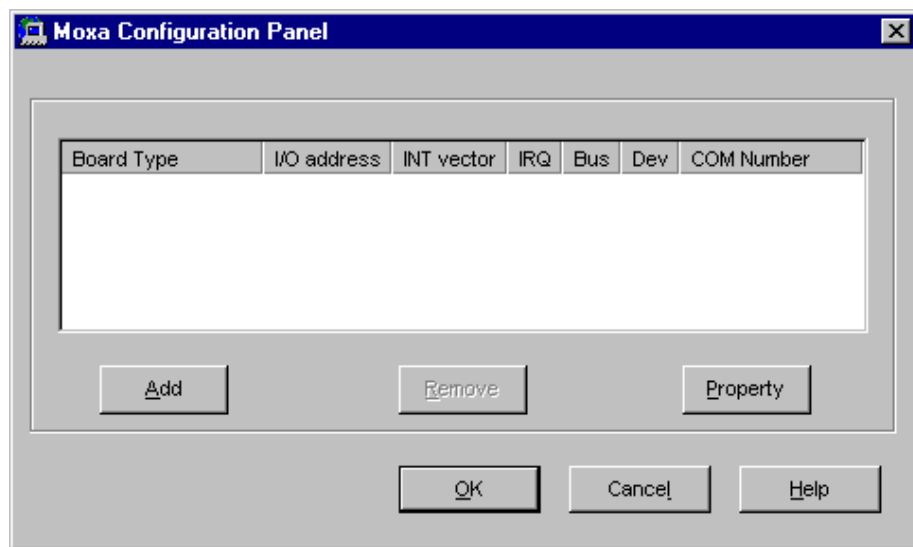 Moxa Configuration Panel
Board Type I/O address INT vector IRQ Bus Dev COM Number
Add Remove Property
OK Cancel Help